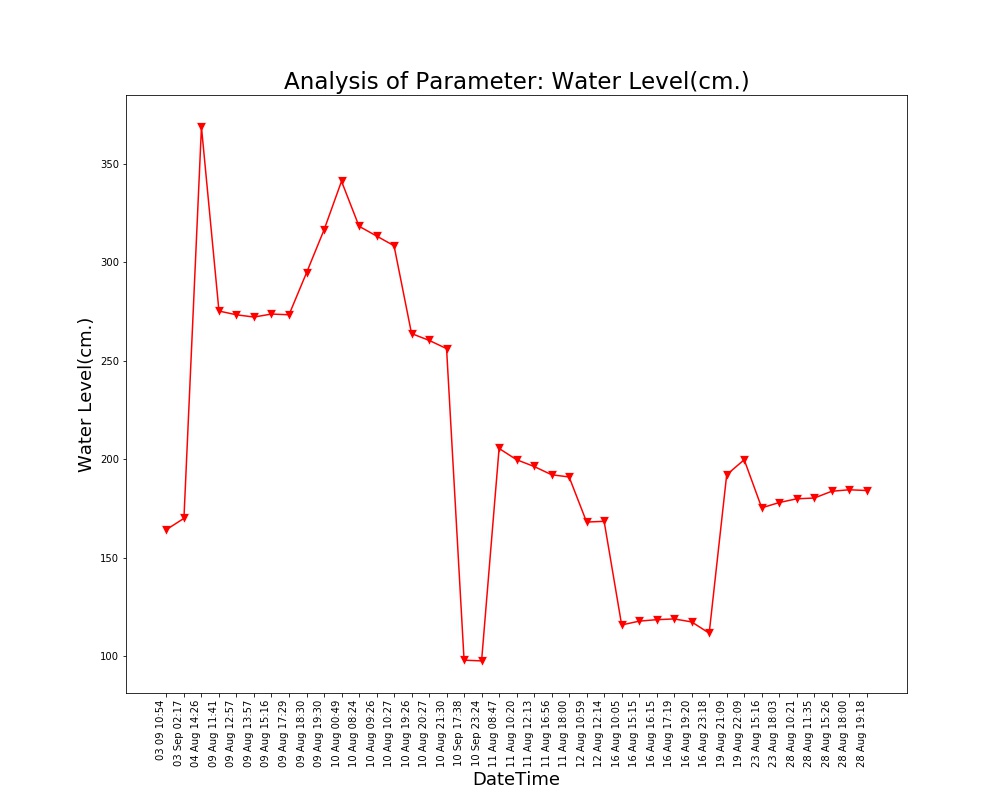 Analysis of Parameter: Water Level(cm.)
Water Level(cm.)
350
300
250
200
150
100
03 09 10:54
03 Sep 02:17
04 Aug 14:26
09 Aug 11:41
09 Aug 12:57
09 Aug 13:57
09 Aug 15:16
09 Aug 17:29
09 Aug 18:30
09 Aug 19:30
10 Aug 00:49
10 Aug 08:24
10 Aug 09:26
10 Aug 10:27
10 Aug 19:26
10 Aug 20:27
10 Aug 21:30
10 Sep 17:38
10 Sep 23:24
11 Aug 08:47
11 Aug 10:20
11 Aug 12:13
11 Aug 16:56
11 Aug 18:00
12 Aug 10:59
12 Aug 12:14
16 Aug 10:05
16 Aug 15:15
16 Aug 16:15
16 Aug 17:19
16 Aug 19:20
16 Aug 23:18
19 Aug 21:09
19 Aug 22:09
23 Aug 15:16
23 Aug 18:03
28 Aug 10:21
28 Aug 11:35
28 Aug 15:26
28 Aug 18:00
28 Aug 19:18
DateTime